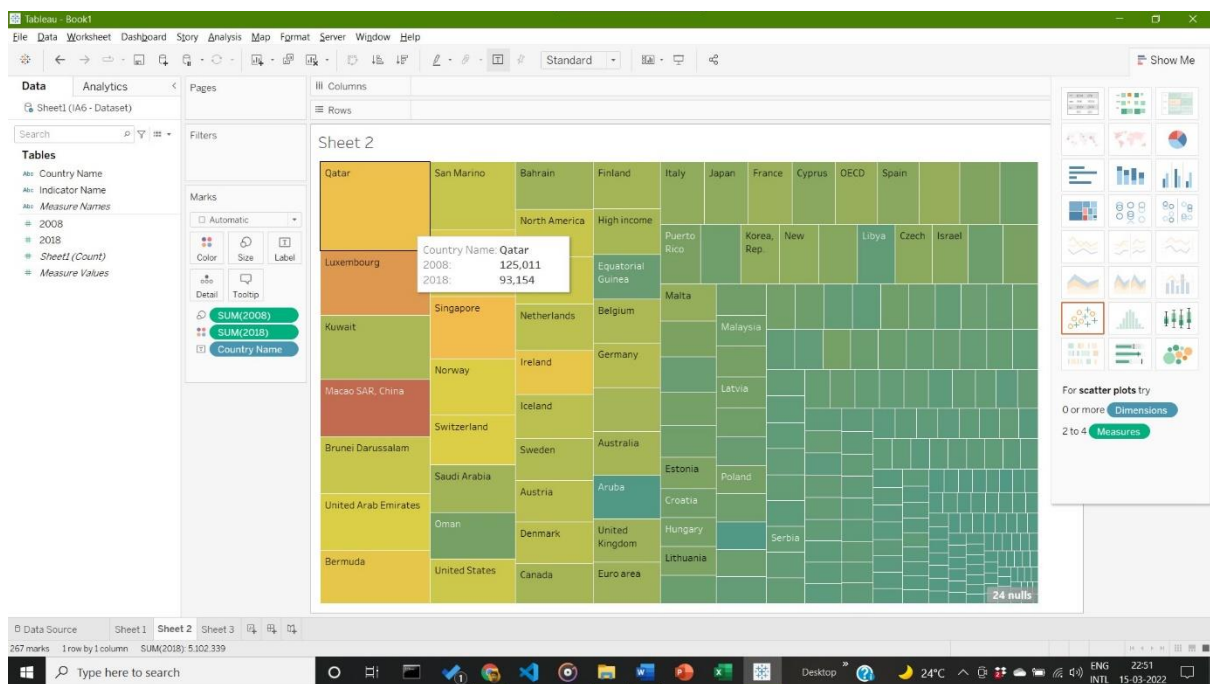 Tableau - Book1
File Data Worksheet Dashboard Story Analysis Map Format Server Window Help
Standard
Show Me
Data Analytics
Sheet1 (IA6 - Dataset)
Search
Tables
Abc Country Name
Abc Indicator Name
Abc Measure Names
# 2008
# 2018
# Sheet1 (Count)
# Measure Values
Pages
Filters
Marks
Automatic
Color Size Label
Detail Tooltip
SUM(2008)
SUM(2018)
Country Name
Columns
Rows
Sheet 2
Qatar
Luxembourg
Kuwait
Macao SAR, China
Brunei Darussalam
United Arab Emirates
Bermuda
San Marino
Singapore
Norway
Switzerland
Saudi Arabia
Oman
United States
Country Name: Qatar
2008: 125,011
2018: 93,154
Bahrain
North America
Netherlands
Ireland
Iceland
Sweden
Austria
Denmark
Canada
Finland
High income
Equatorial
Guinea
Belgium
Germany
Australia
Aruba
United
Kingdom
Euro area
Italy Japan France Cyprus OECD Spain
Puerto
Rico
Korea,
Rep.
New Libya Czech Israel
Malta
Malaysia
Latvia
Estonia
Poland
Croatia
Hungary
Serbia
Lithuania
24 nulls
For scatter plots try
0 or more Dimensions
2 to 4 Measures
Data Source Sheet 1 Sheet 2 Sheet 3
267 marks 1 row by 1 column SUM(2018): 5,102,339
Type here to search
Desktop
24°C
ENG
INTL
22:51
15-03-2022